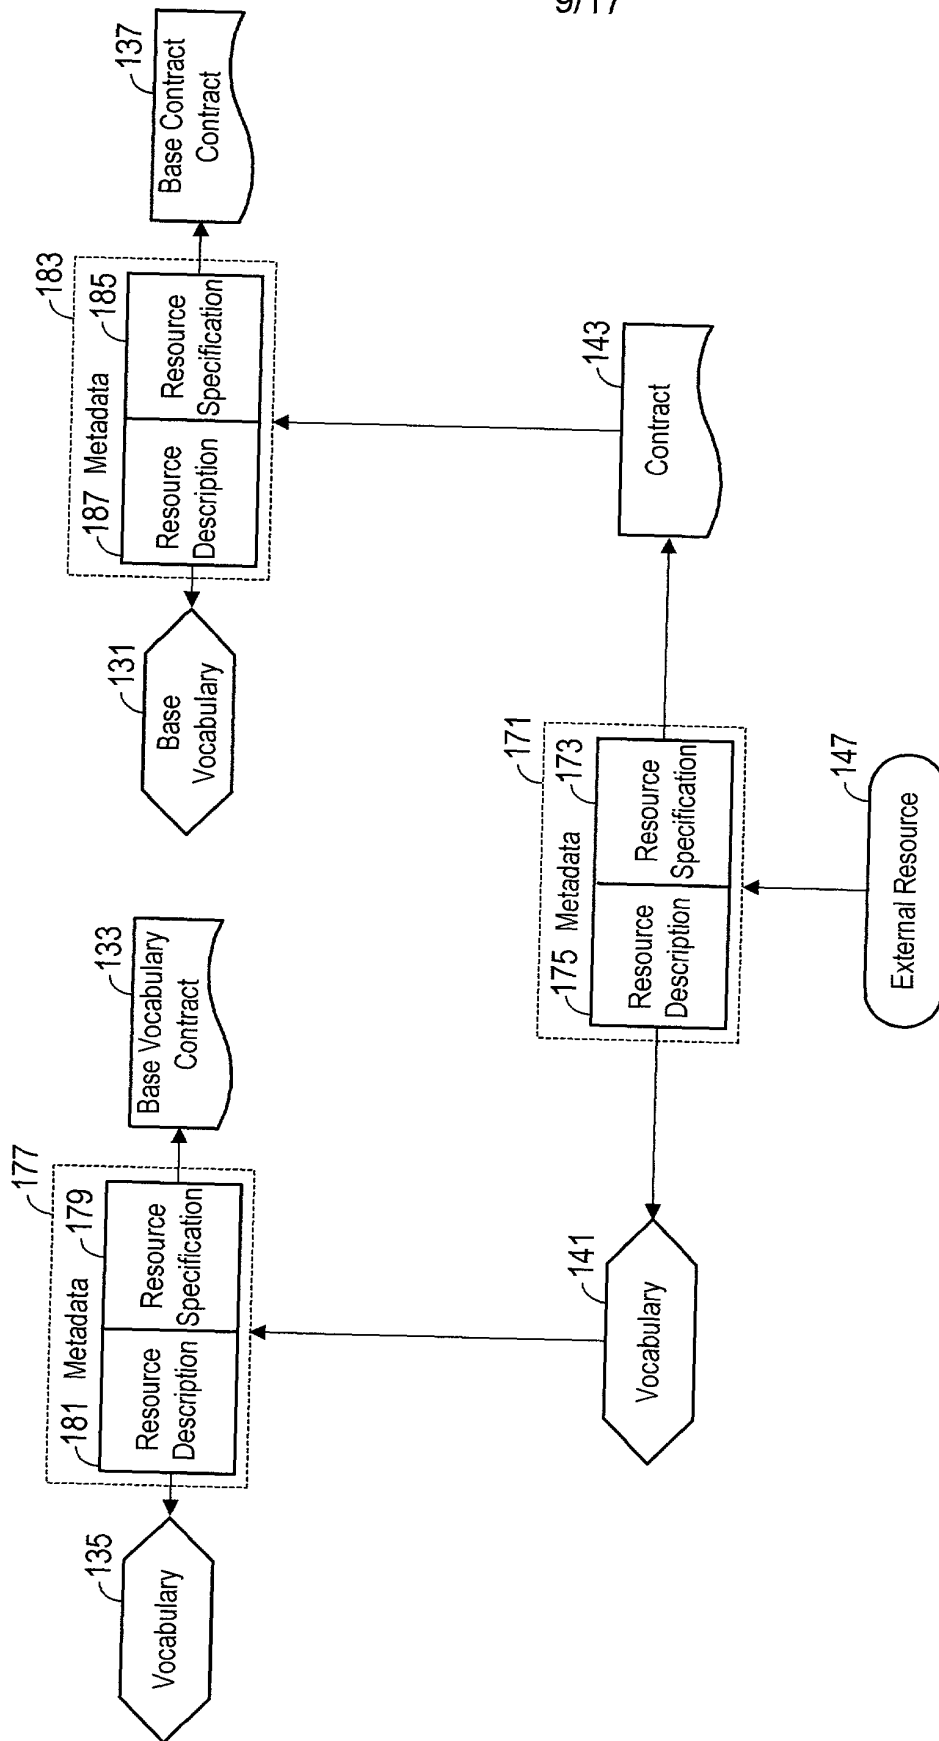 9/17
177
181 Metadata 179
Resource
Description
Resource
Specification
135
Vocabulary
133
Base Vocabulary
Contract
183
187 Metadata 185
Resource
Description
Resource
Specification
131
Base
Vocabulary
137
Base Contract
Contract
141
Vocabulary
171
175 Metadata 173
Resource
Description
Resource
Specification
143
Contract
147
External Resource